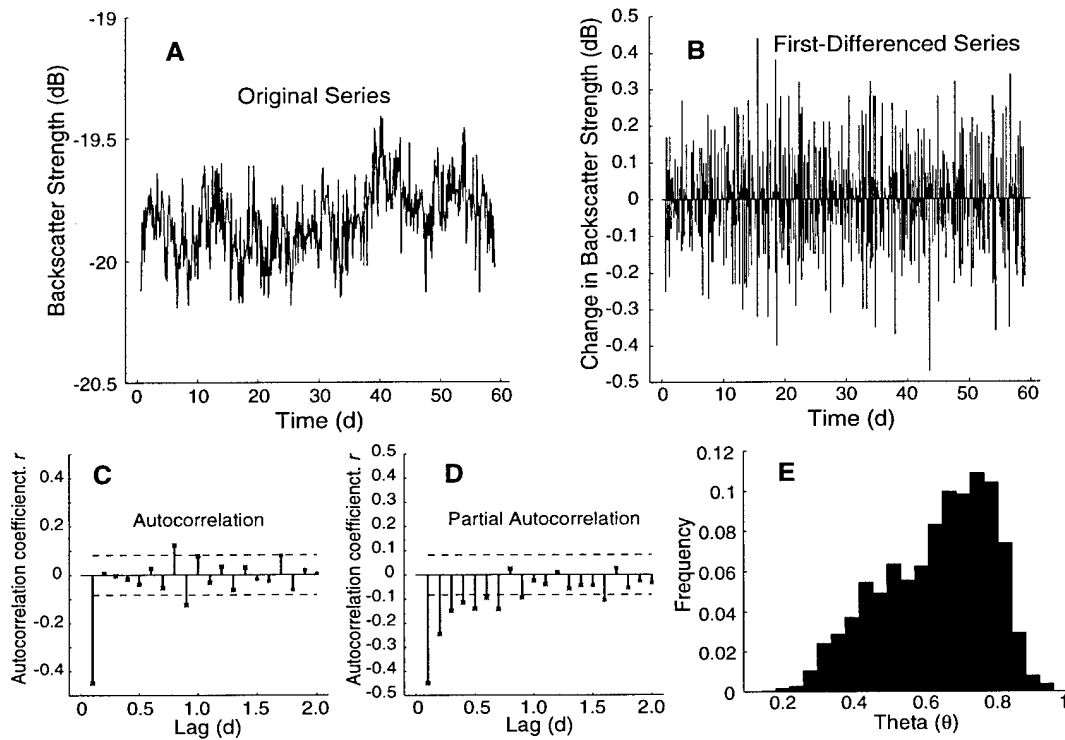 A
Original Series
Backscatter Strength (dB)
-19
-19.5
-20
-20.5
0 10 20 30 40 50 60
Time (d)
B
First-Differenced Series
Change in Backscatter Strength (dB)
0.5
0.4
0.3
0.2
0.1
0
-0.1
-0.2
-0.3
-0.4
-0.5
0 10 20 30 40 50 60
Time (d)
C
Autocorrelation
Autocorrelation coefficienct. r
0.4
0.2
0
-0.2
-0.4
0 0.5 1.0 1.5 2.0
Lag (d)
D
Partial Autocorrelation
Autocorrelation coefficienct. r
0.5
0.4
0.3
0.2
0.1
0
-0.1
-0.2
-0.3
-0.4
-0.5
0 0.5 1.0 1.5 2.0
Lag (d)
E
Frequency
0.12
0.1
0.08
0.06
0.04
0.02
0
0.2 0.4 0.6 0.8 1
Theta (θ)